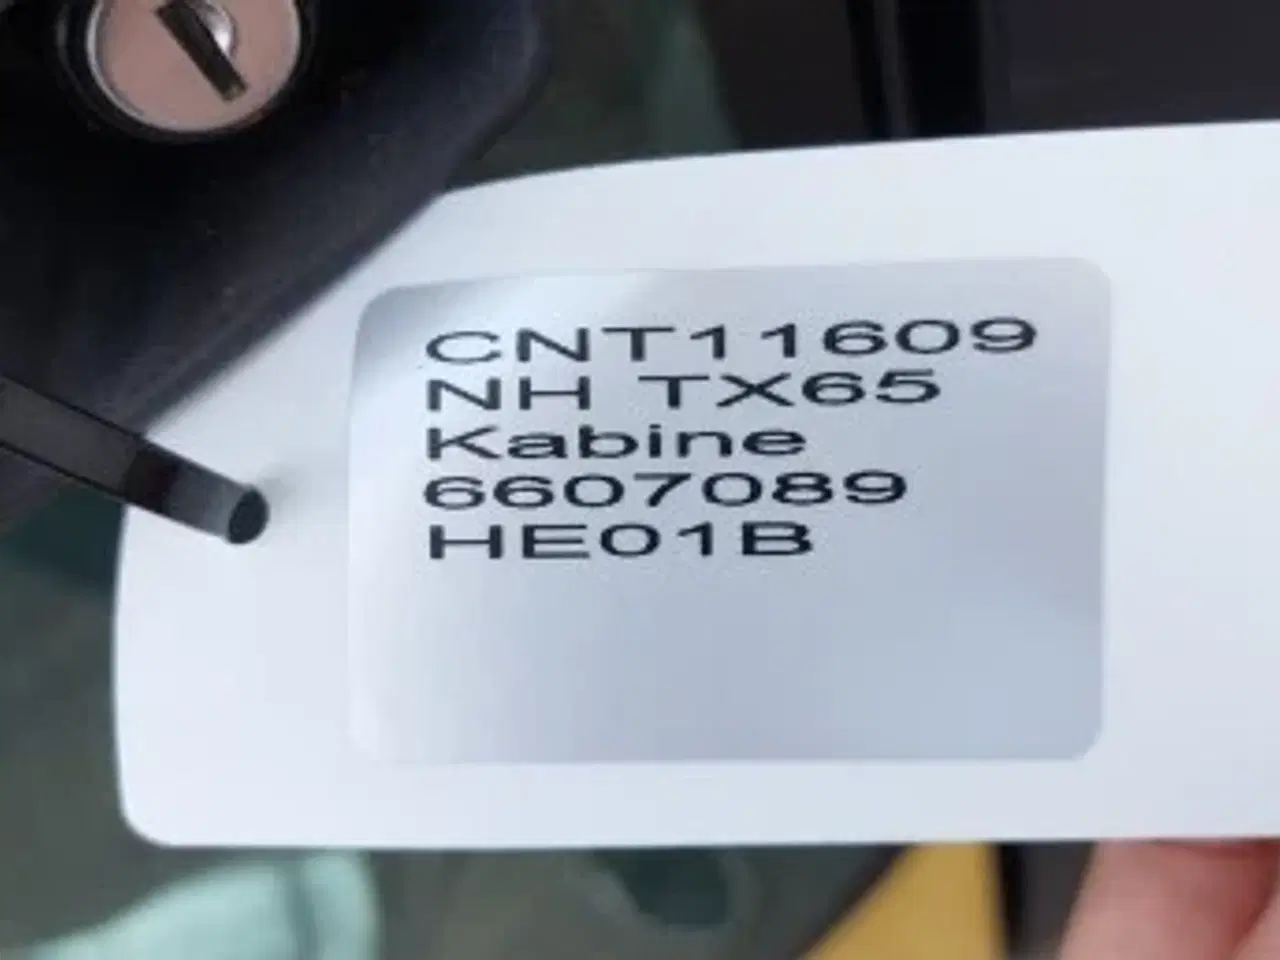 CNT11609
NH TX65
Kabine
6607089
HE01B